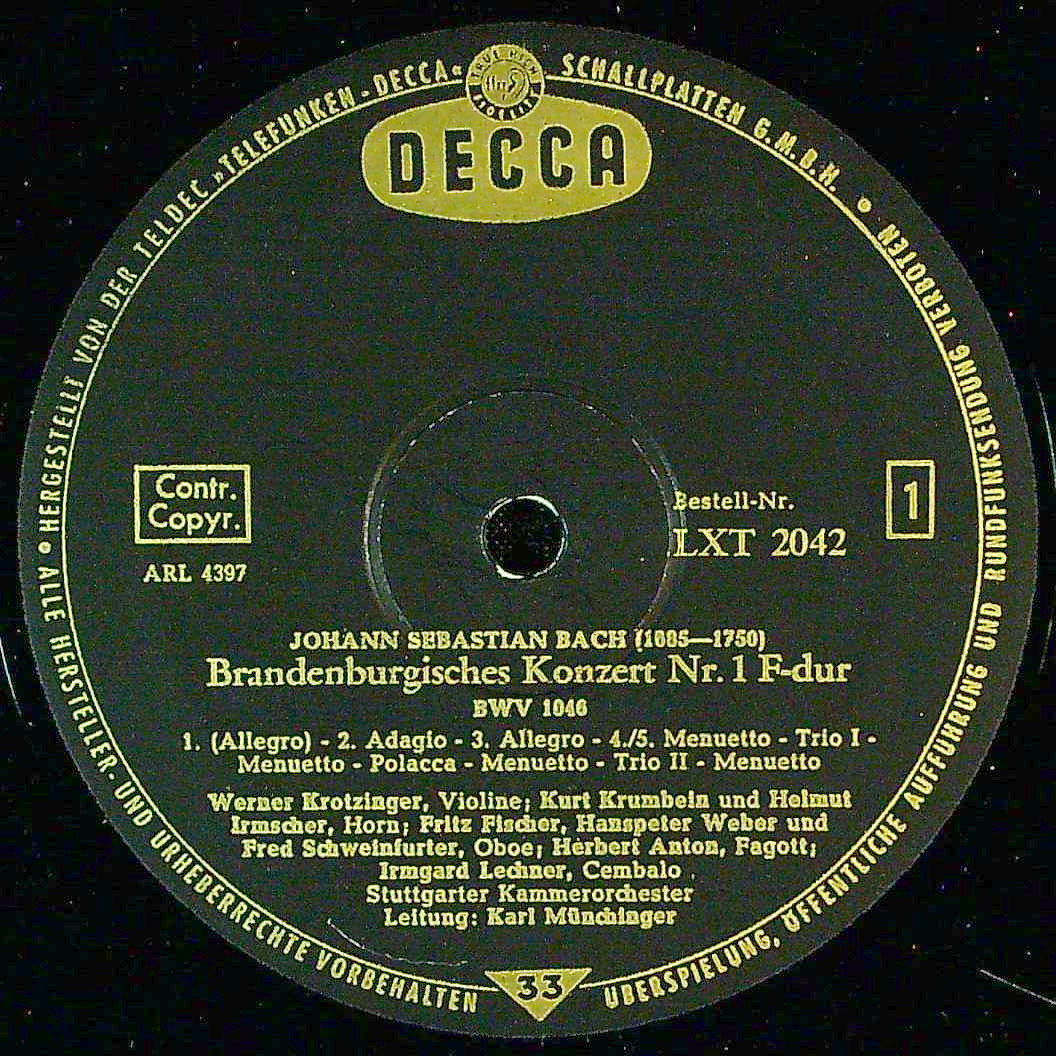 HERGESTELLT VON DER TELDEC »TELEFUNKEN-DECCA« SCHALLPLATTEN G.M.B.H. •
ffrr
DECCA
Contr.
Copyr.
ARL 4397
Bestell-Nr.
LXT 2042
1
JOHANN SEBASTIAN BACH (1685—1750)
Brandenburgisches Konzert Nr. 1 F-dur
BWV 1046
1. (Allegro) - 2. Adagio - 3. Allegro - 4./5. Menuetto - Trio I -
Menuetto - Polacca - Menuetto - Trio II - Menuetto
Werner Krotzinger, Violine; Kurt Krumbein und Helmut
Irmscher, Horn; Fritz Fischer, Hanspeter Weber und
Fred Schweinfurter, Oboe; Herbert Anton, Fagott;
Irmgard Lechner, Cembalo
Stuttgarter Kammerorchester
Leitung: Karl Münchinger
33
• ALLE HERSTELLER- UND URHEBERRECHTE VORBEHALTEN
ÜBERSPIELUNG, ÖFFENTLICHE AUFFÜHRUNG UND RUNDFUNKSENDUNG VERBOTEN